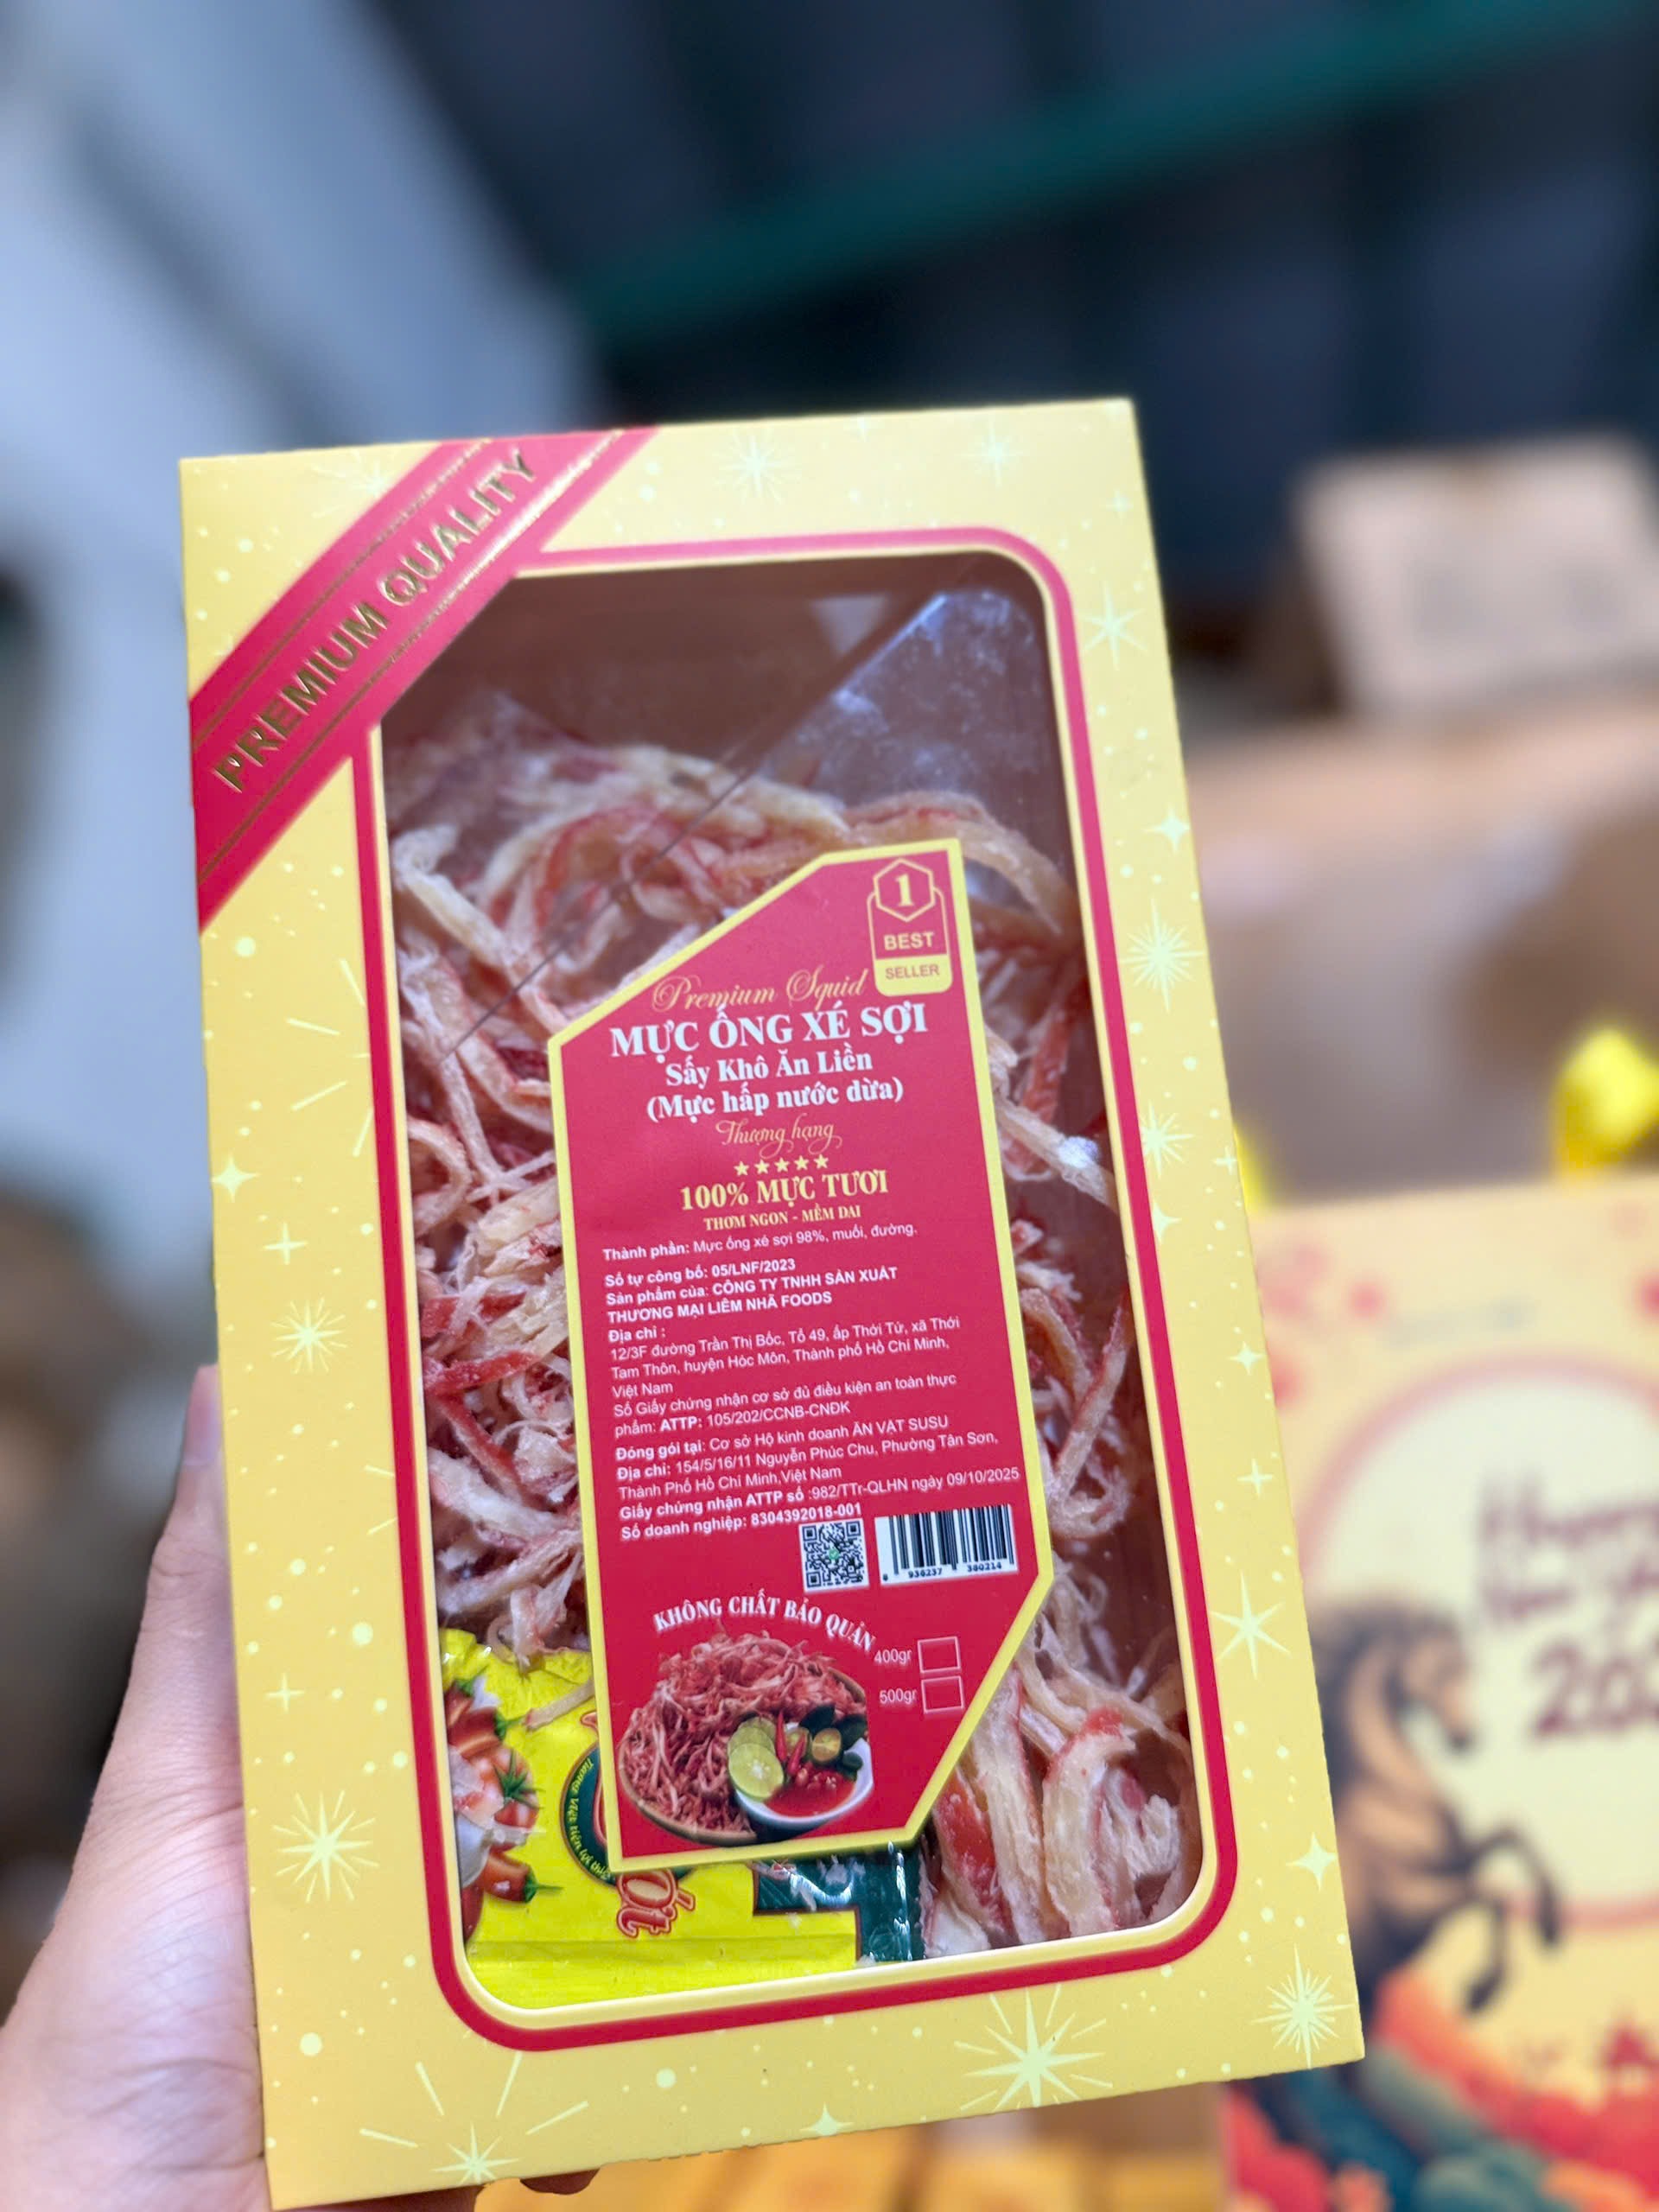 PREMIUM QUALITY
1
BEST
SELLER
Premium Squid
MỰC ỐNG XÉ SỢI
Sấy Khô Ăn Liền
(Mực hấp nước dừa)
Thượng hạng
100% MỰC TƯƠI
THƠM NGON - MỀM DAI
Thành phần: Mực ống xé sợi 98%, muối, đường.
Số tự công bố: 05/LNF/2023
Sản phẩm của: CÔNG TY TNHH SẢN XUẤT
THƯƠNG MẠI LIÊM NHÃ FOODS
Địa chỉ :
12/3F đường Trần Thị Bốc, Tổ 49, ấp Thới Tứ, xã Thới
Tam Thôn, huyện Hóc Môn, Thành phố Hồ Chí Minh,
Việt Nam
Số Giấy chứng nhận cơ sở đủ điều kiện an toàn thực
phẩm: ATTP: 105/202/CCNB-CNĐK
Đóng gói tại: Cơ sở Hộ kinh doanh ĂN VẶT SUSU
Địa chỉ: 154/5/16/11 Nguyễn Phúc Chu, Phường Tân Sơn,
Thành Phố Hồ Chí Minh,Việt Nam
Giấy chứng nhận ATTP số :982/TTr-QLHN ngày 09/10/2025
Số doanh nghiệp: 8304392018-001
936237 380214
KHÔNG CHẤT BẢO QUẢN
400gr
500gr
Ớt
Happy